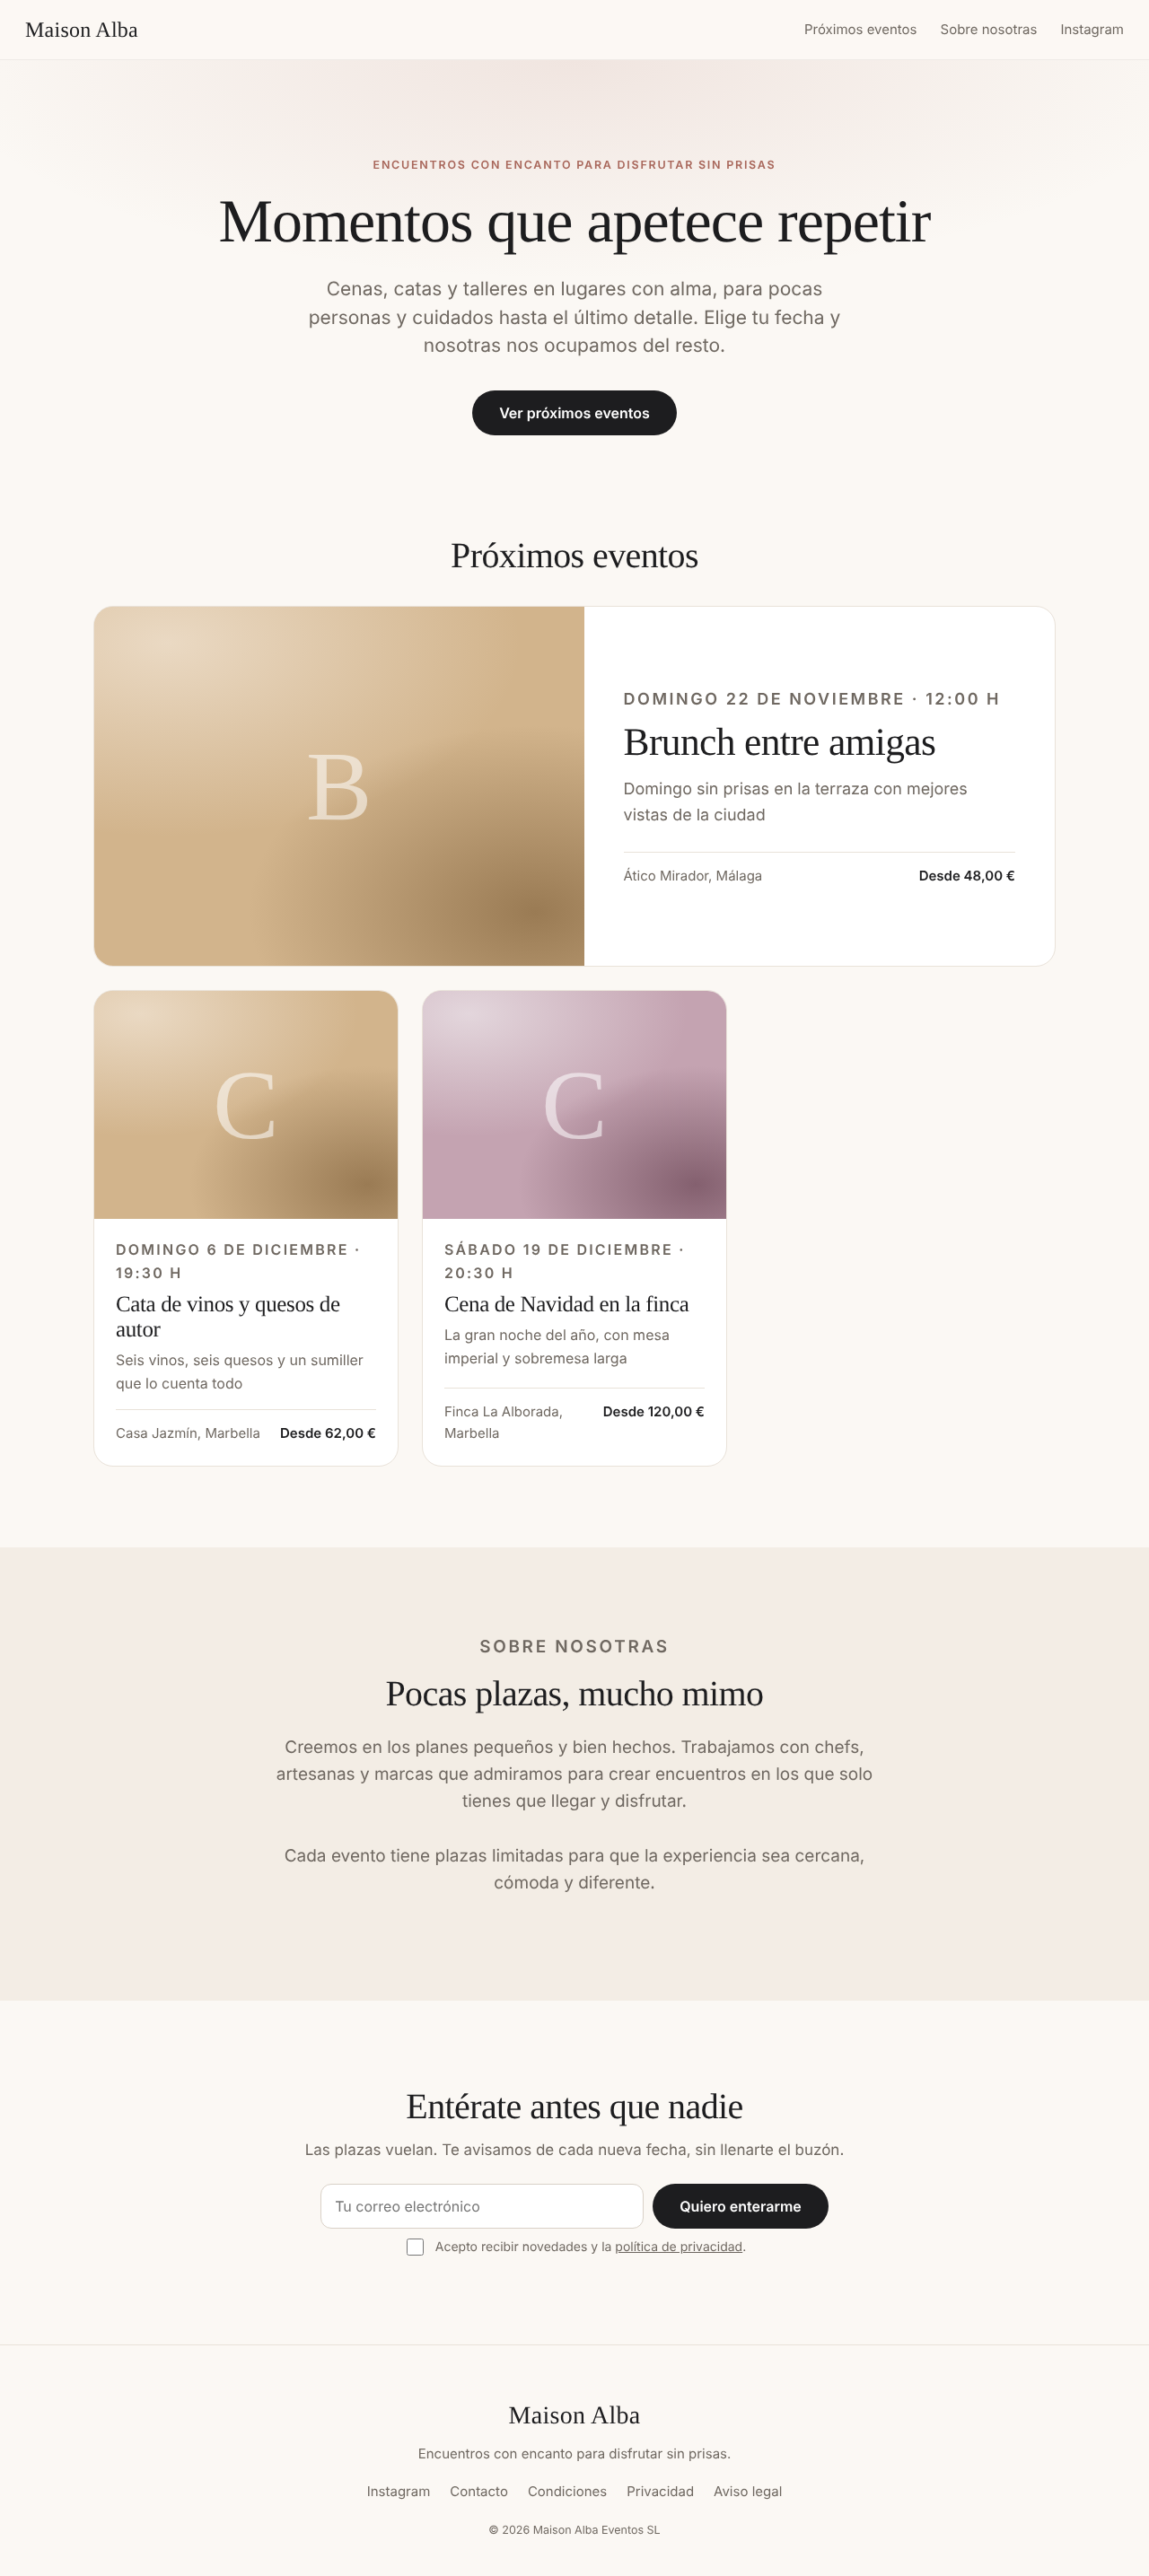 Maison Alba
Próximos eventos
Sobre nosotras
Instagram
ENCUENTROS CON ENCANTO PARA DISFRUTAR SIN PRISAS
Momentos que apetece repetir
Cenas, catas y talleres en lugares con alma, para pocas
personas y cuidados hasta el último detalle. Elige tu fecha y
nosotras nos ocupamos del resto.
Ver próximos eventos
Próximos eventos
B
DOMINGO 22 DE NOVIEMBRE · 12:00 H
Brunch entre amigas
Domingo sin prisas en la terraza con mejores
vistas de la ciudad
Ático Mirador, Málaga
Desde 48,00 €
C
DOMINGO 6 DE DICIEMBRE ·
19:30 H
Cata de vinos y quesos de
autor
Seis vinos, seis quesos y un sumiller
que lo cuenta todo
Casa Jazmín, Marbella
Desde 62,00 €
C
SÁBADO 19 DE DICIEMBRE ·
20:30 H
Cena de Navidad en la finca
La gran noche del año, con mesa
imperial y sobremesa larga
Finca La Alborada,
Marbella
Desde 120,00 €
SOBRE NOSOTRAS
Pocas plazas, mucho mimo
Creemos en los planes pequeños y bien hechos. Trabajamos con chefs,
artesanas y marcas que admiramos para crear encuentros en los que solo
tienes que llegar y disfrutar.
Cada evento tiene plazas limitadas para que la experiencia sea cercana,
cómoda y diferente.
Entérate antes que nadie
Las plazas vuelan. Te avisamos de cada nueva fecha, sin llenarte el buzón.
Tu correo electrónico
Quiero enterarme
Acepto recibir novedades y la política de privacidad.
Maison Alba
Encuentros con encanto para disfrutar sin prisas.
Instagram
Contacto
Condiciones
Privacidad
Aviso legal
© 2026 Maison Alba Eventos SL